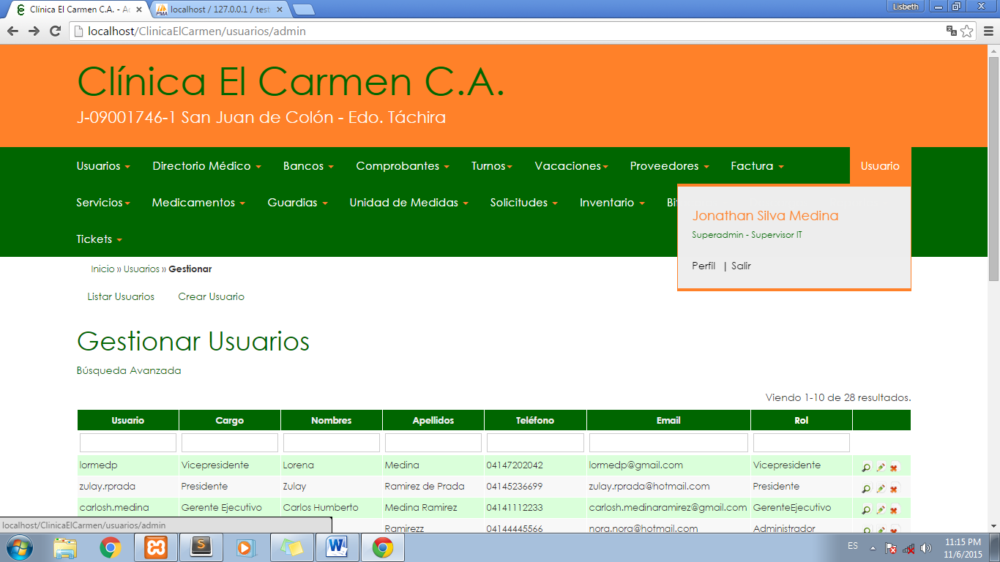 Clínica El Carmen C.A. - Ad
localhost / 127.0.0.1 / test
Lisbeth
localhost/ClinicaElCarmen/usuarios/admin
Clínica El Carmen C.A.
J-09001746-1 San Juan de Colón - Edo. Táchira
Usuarios Directorio Médico Bancos Comprobantes Turnos Vacaciones Proveedores Factura Usuario
Servicios Medicamentos Guardias Unidad de Medidas Solicitudes Inventario Bit
Tickets
Jonathan Silva Medina
Superadmin - Supervisor IT
Perfil | Salir
Inicio » Usuarios » Gestionar
Listar Usuarios Crear Usuario
Gestionar Usuarios
Búsqueda Avanzada
Viendo 1-10 de 28 resultados.
Usuario Cargo Nombres Apellidos Teléfono Email Rol
lormedp Vicepresidente Lorena Medina 04147202042 lormedp@gmail.com Vicepresidente
zulay.rprada Presidente Zulay Ramirez de Prada 04145236699 zulay.rprada@hotmail.com Presidente
carlosh.medina Gerente Ejecutivo Carlos Humberto Medina Ramirez 04141112233 carlosh.medinaramirez@gmail.com GerenteEjecutivo
Ramirezz 04144445566 nora.nora@hotmail.com Administrador
localhost/ClinicaElCarmen/usuarios/admin
ES
11:15 PM
11/6/2015